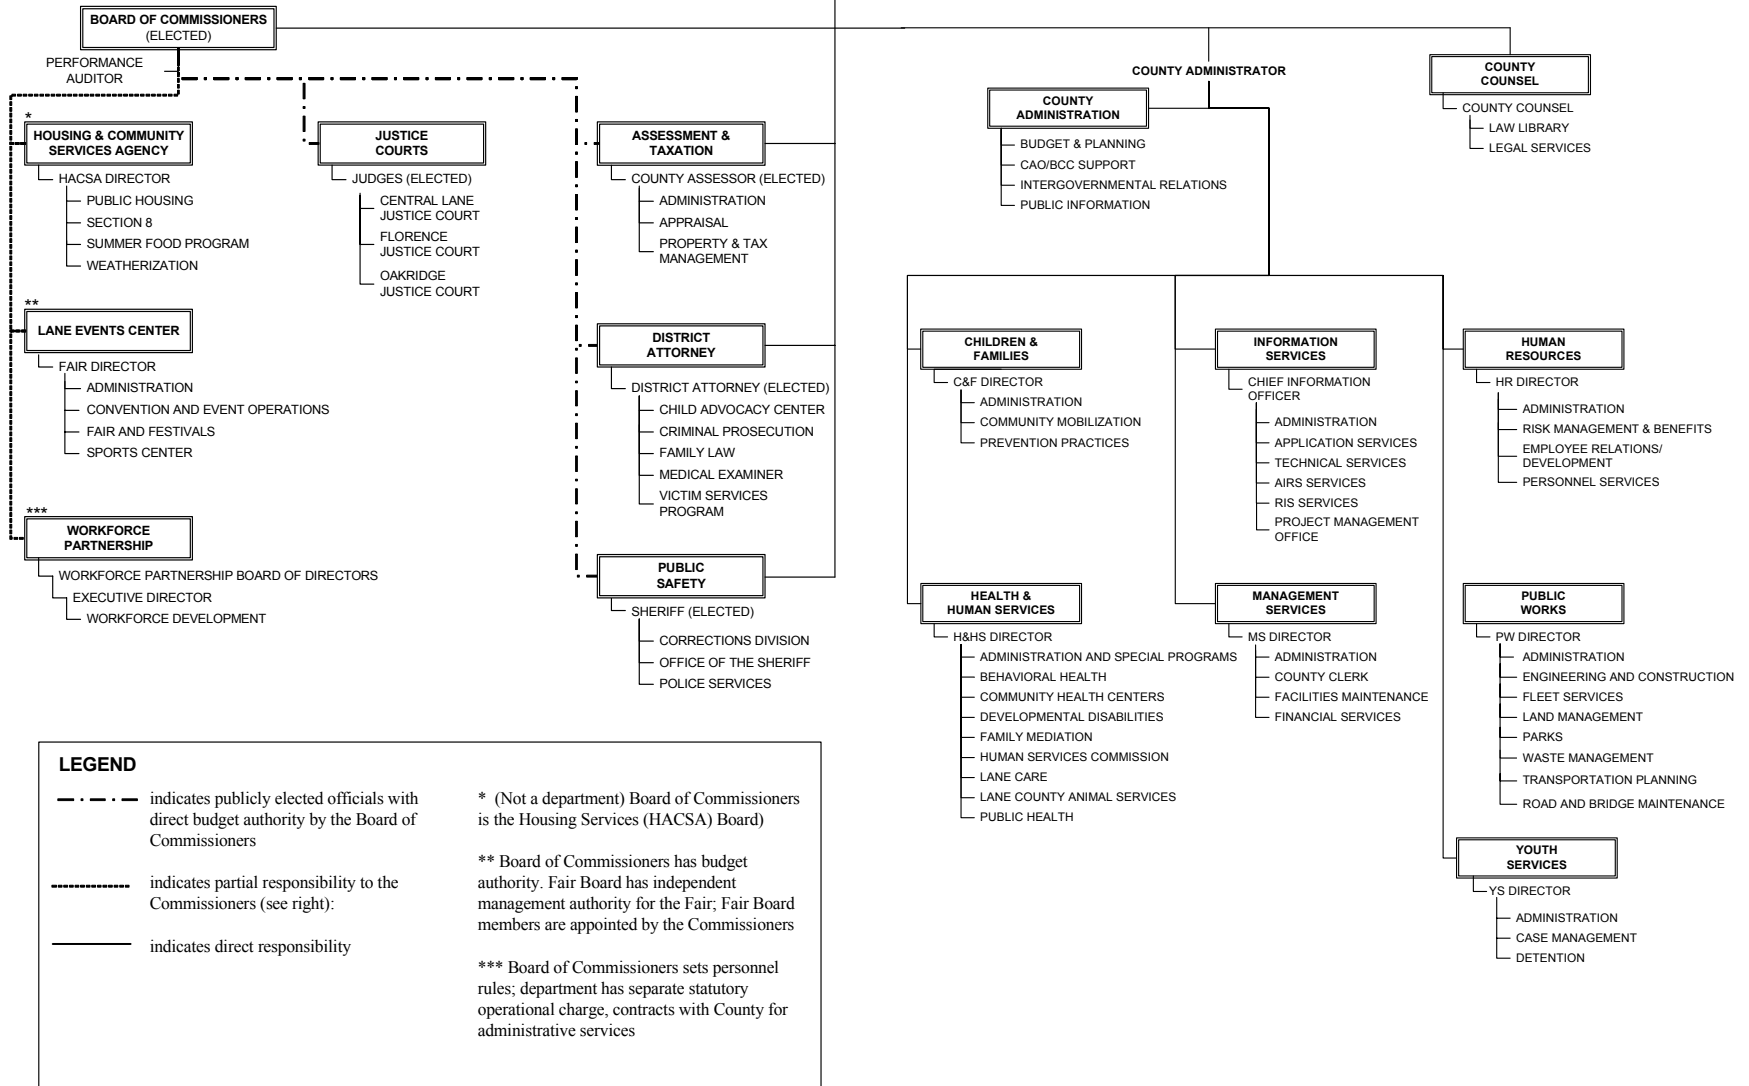 BOARD OF COMMISSIONERS
(ELECTED)
PERFORMANCE
AUDITOR
*
HOUSING & COMMUNITY
SERVICES AGENCY
HACSA DIRECTOR
PUBLIC HOUSING
SECTION 8
SUMMER FOOD PROGRAM
WEATHERIZATION
**
LANE EVENTS CENTER
FAIR DIRECTOR
ADMINISTRATION
CONVENTION AND EVENT OPERATIONS
FAIR AND FESTIVALS
SPORTS CENTER
***
WORKFORCE
PARTNERSHIP
WORKFORCE PARTNERSHIP BOARD OF DIRECTORS
EXECUTIVE DIRECTOR
WORKFORCE DEVELOPMENT
JUSTICE
COURTS
JUDGES (ELECTED)
CENTRAL LANE
JUSTICE COURT
FLORENCE
JUSTICE COURT
OAKRIDGE
JUSTICE COURT
ASSESSMENT &
TAXATION
COUNTY ASSESSOR (ELECTED)
ADMINISTRATION
APPRAISAL
PROPERTY & TAX
MANAGEMENT
DISTRICT
ATTORNEY
DISTRICT ATTORNEY (ELECTED)
CHILD ADVOCACY CENTER
CRIMINAL PROSECUTION
FAMILY LAW
MEDICAL EXAMINER
VICTIM SERVICES
PROGRAM
PUBLIC
SAFETY
SHERIFF (ELECTED)
CORRECTIONS DIVISION
OFFICE OF THE SHERIFF
POLICE SERVICES
COUNTY ADMINISTRATOR
COUNTY
ADMINISTRATION
BUDGET & PLANNING
CAO/BCC SUPPORT
INTERGOVERNMENTAL RELATIONS
PUBLIC INFORMATION
COUNTY
COUNSEL
COUNTY COUNSEL
LAW LIBRARY
LEGAL SERVICES
CHILDREN &
FAMILIES
C&F DIRECTOR
ADMINISTRATION
COMMUNITY MOBILIZATION
PREVENTION PRACTICES
INFORMATION
SERVICES
CHIEF INFORMATION
OFFICER
ADMINISTRATION
APPLICATION SERVICES
TECHNICAL SERVICES
AIRS SERVICES
RIS SERVICES
PROJECT MANAGEMENT
OFFICE
HUMAN
RESOURCES
HR DIRECTOR
ADMINISTRATION
RISK MANAGEMENT & BENEFITS
EMPLOYEE RELATIONS/
DEVELOPMENT
PERSONNEL SERVICES
HEALTH &
HUMAN SERVICES
H&HS DIRECTOR
ADMINISTRATION AND SPECIAL PROGRAMS
BEHAVIORAL HEALTH
COMMUNITY HEALTH CENTERS
DEVELOPMENTAL DISABILITIES
FAMILY MEDIATION
HUMAN SERVICES COMMISSION
LANE CARE
LANE COUNTY ANIMAL SERVICES
PUBLIC HEALTH
MANAGEMENT
SERVICES
MS DIRECTOR
ADMINISTRATION
COUNTY CLERK
FACILITIES MAINTENANCE
FINANCIAL SERVICES
PUBLIC
WORKS
PW DIRECTOR
ADMINISTRATION
ENGINEERING AND CONSTRUCTION
FLEET SERVICES
LAND MANAGEMENT
PARKS
WASTE MANAGEMENT
TRANSPORTATION PLANNING
ROAD AND BRIDGE MAINTENANCE
YOUTH
SERVICES
YS DIRECTOR
ADMINISTRATION
CASE MANAGEMENT
DETENTION
LEGEND
indicates publicly elected officials with
direct budget authority by the Board of
Commissioners
indicates partial responsibility to the
Commissioners (see right):
indicates direct responsibility
* (Not a department) Board of Commissioners
is the Housing Services (HACSA) Board)
** Board of Commissioners has budget
authority. Fair Board has independent
management authority for the Fair; Fair Board
members are appointed by the Commissioners
*** Board of Commissioners sets personnel
rules; department has separate statutory
operational charge, contracts with County for
administrative services